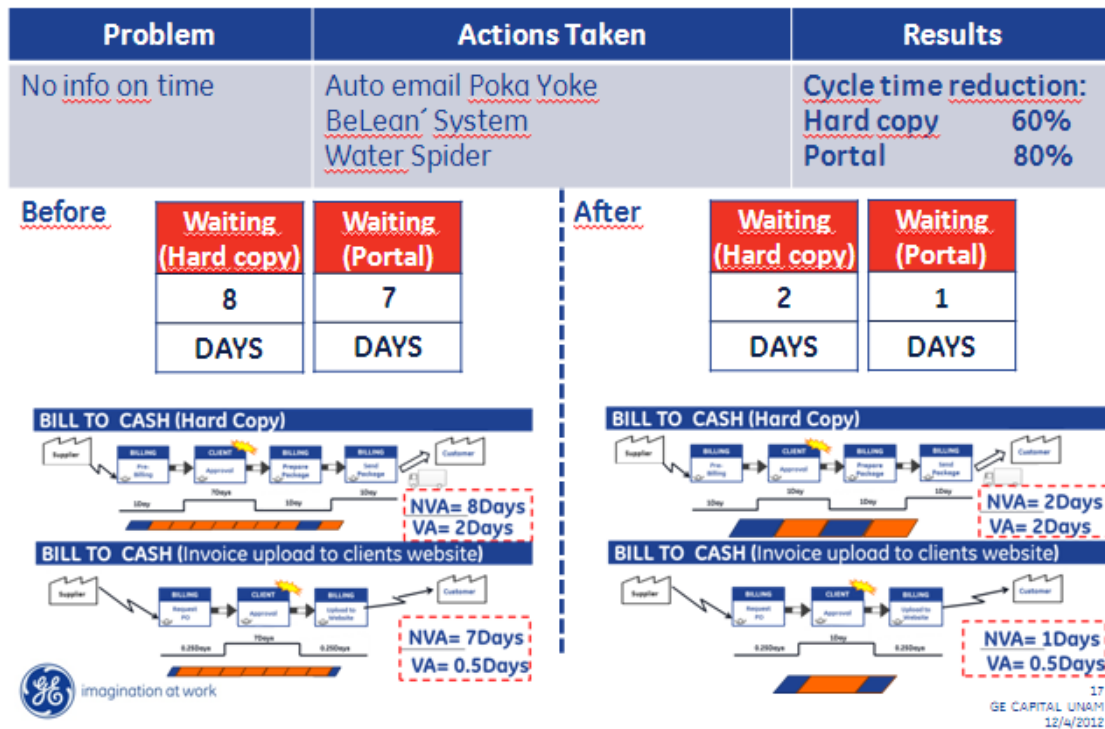 Problem
Actions Taken
Results
No info on time
Auto email Poka Yoke
BeLean´ System
Water Spider
Cycle time reduction:
Hard copy 60%
Portal 80%
Before
Waiting
(Hard copy)
8
DAYS
Waiting
(Portal)
7
DAYS
After
Waiting
(Hard copy)
2
DAYS
Waiting
(Portal)
1
DAYS
BILL TO CASH (Hard Copy)
Supplier
BILLING
Pre-
Billing
CLIENT
Approval
BILLING
Prepare
Package
BILLING
Send
Package
Customer
1Day
7Days
1Day
1Day
NVA= 8Days
VA= 2Days
BILL TO CASH (Invoice upload to clients website)
Supplier
BILLING
Request
PO
CLIENT
Approval
BILLING
Upload to
Website
Customer
0.25Days
7Days
0.25Days
NVA= 7Days
VA= 0.5Days
BILL TO CASH (Hard Copy)
Supplier
BILLING
Pre-
Billing
CLIENT
Approval
BILLING
Prepare
Package
BILLING
Send
Package
Customer
1Day
1Day
1Day
1Day
NVA= 2Days
VA= 2Days
BILL TO CASH (Invoice upload to clients website)
Supplier
BILLING
Request
PO
CLIENT
Approval
BILLING
Upload to
Website
Customer
0.25Days
1Day
0.25Days
NVA= 1Days
VA= 0.5Days
GE
imagination at work
17
GE CAPITAL UNAM
12/4/2012